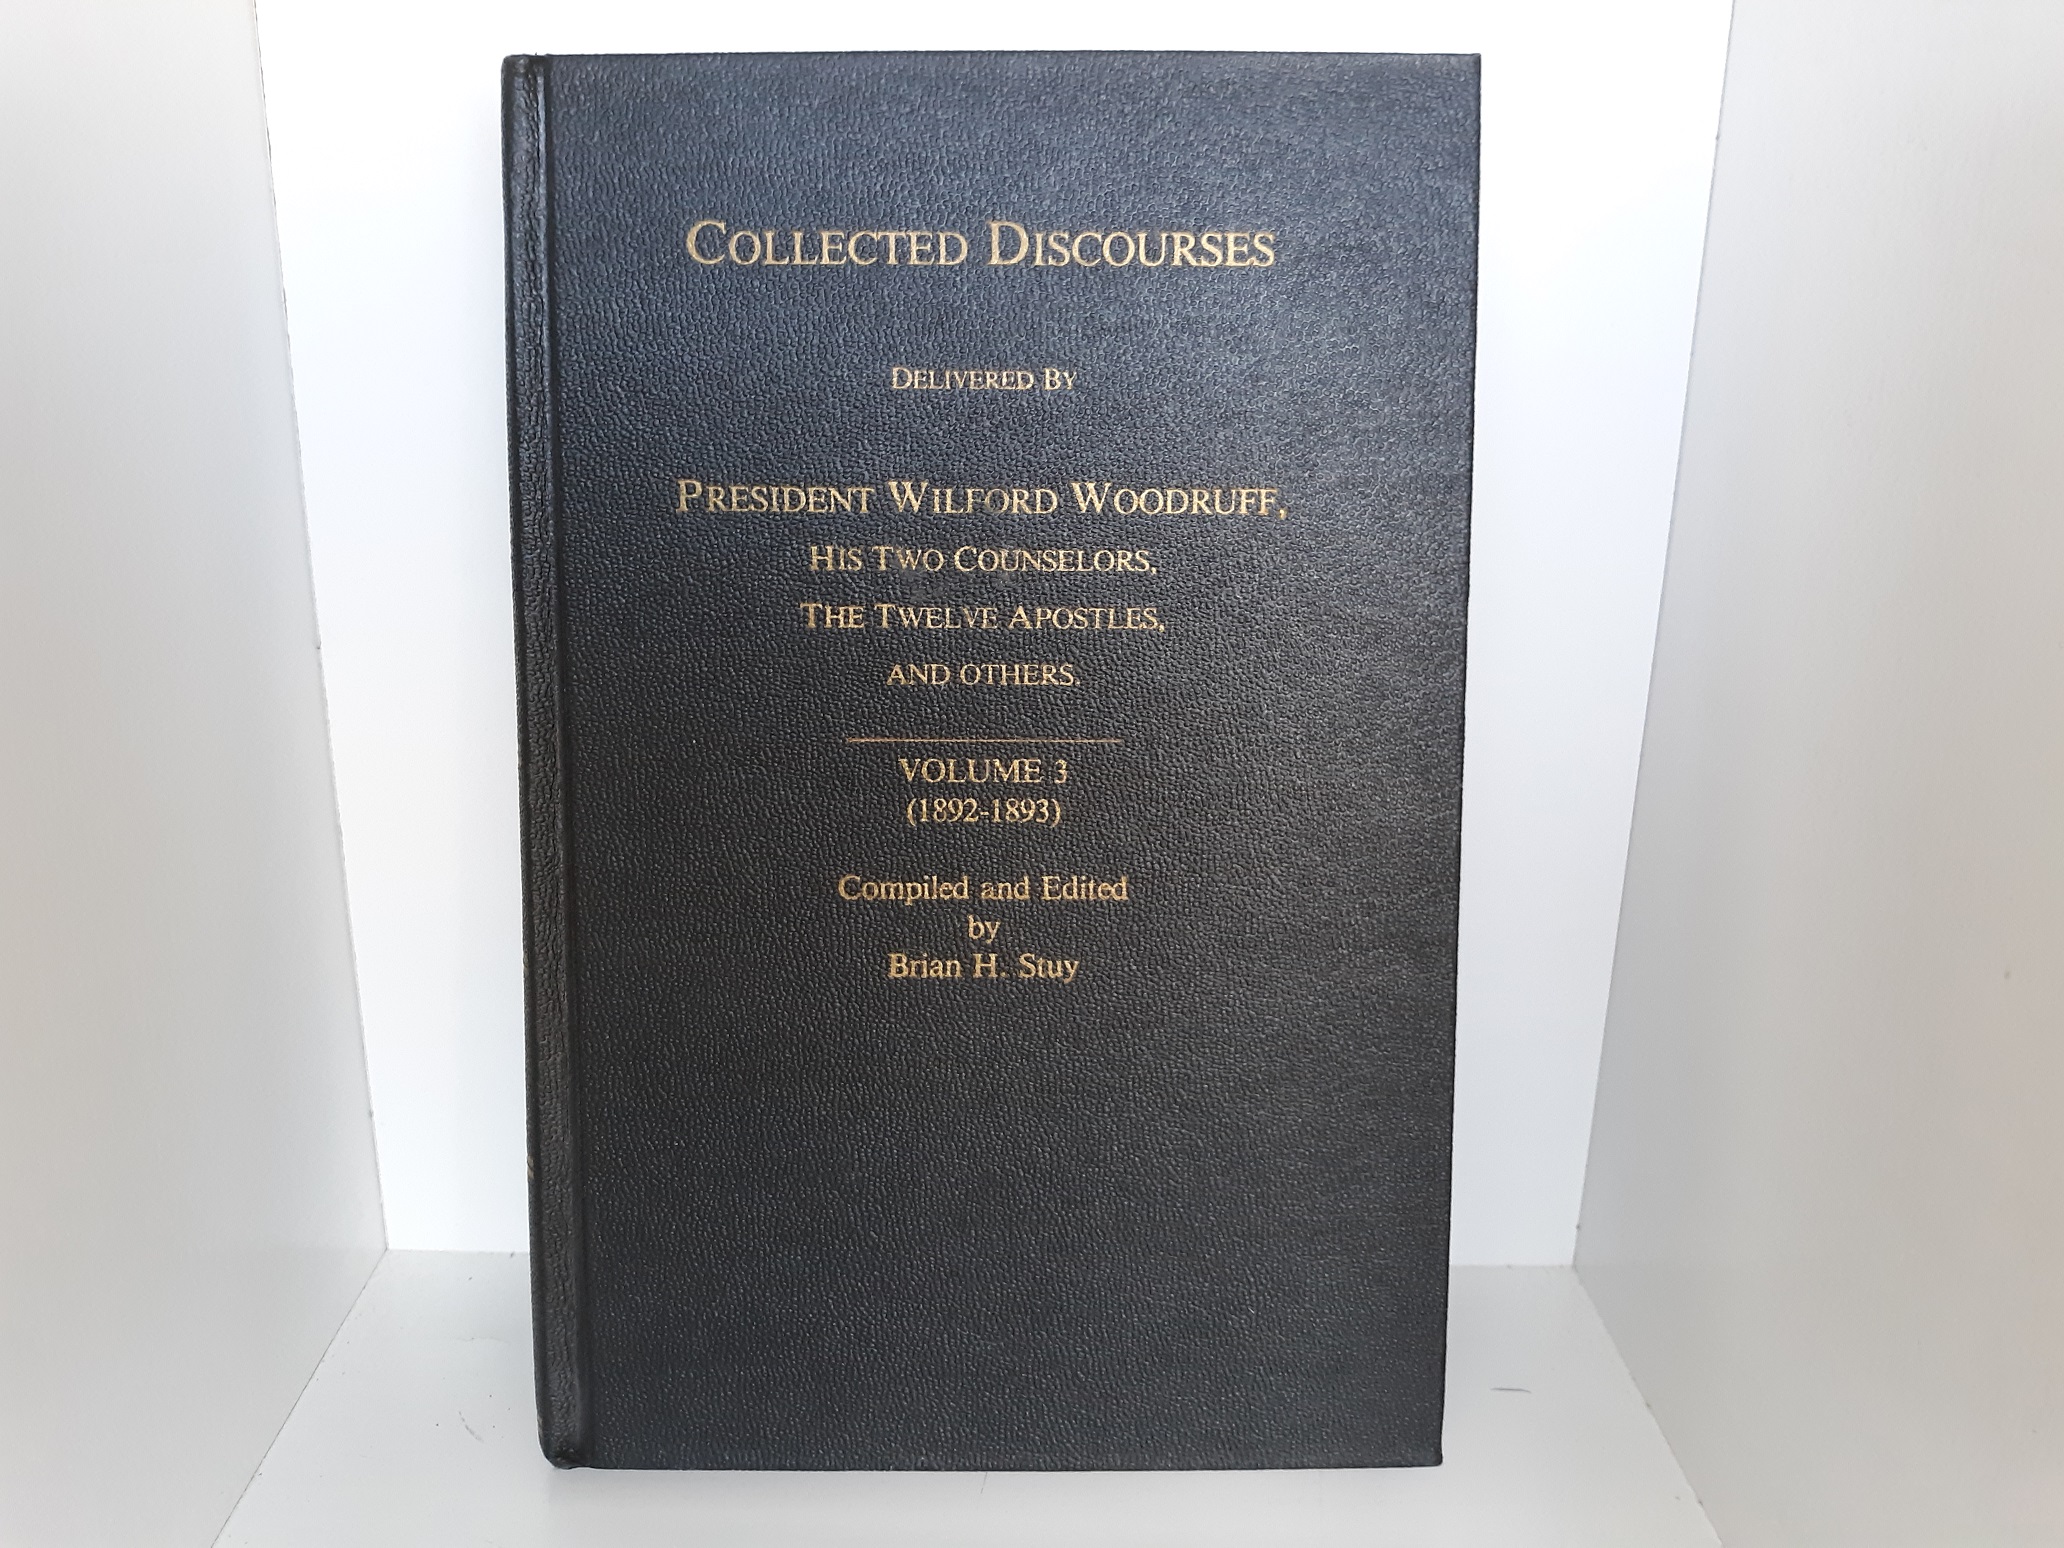 COLLECTED DISCOURSES
DELIVERED BY
PRESIDENT WILFORD WOODRUFF,
HIS TWO COUNSELORS,
THE TWELVE APOSTLES,
AND OTHERS.
VOLUME 3
(1892-1893)
Compiled and Edited
by
Brian H. Stuy